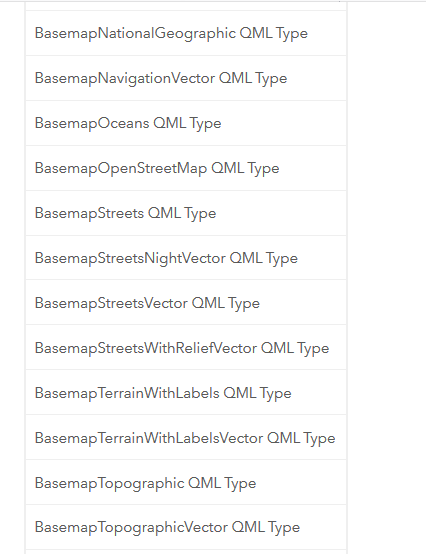 BasemapNationalGeographic QML Type
BasemapNavigationVector QML Type
BasemapOceans QML Type
BasemapOpenStreetMap QML Type
BasemapStreets QML Type
BasemapStreetsNightVector QML Type
BasemapStreetsVector QML Type
BasemapStreetsWithReliefVector QML Type
BasemapTerrainWithLabels QML Type
BasemapTerrainWithLabelsVector QML Type
BasemapTopographic QML Type
BasemapTopographicVector QML Type